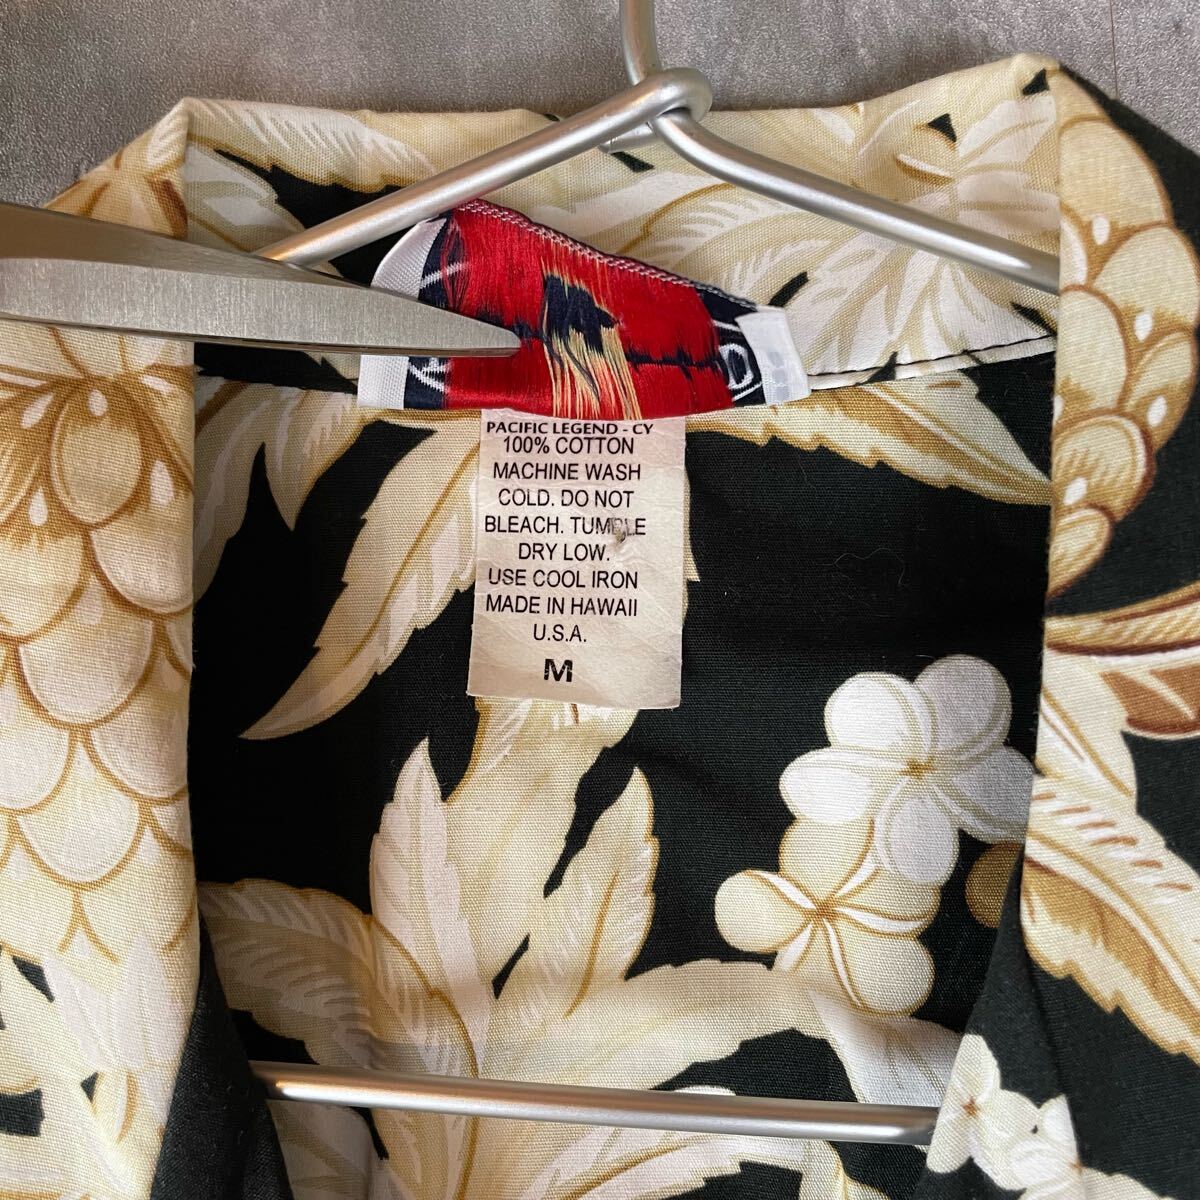 PACIFIC LEGEND - CY
100% COTTON
MACHINE WASH
COLD. DO NOT
BLEACH. TUMBLE
DRY LOW.
USE COOL IRON
MADE IN HAWAII
U.S.A.
M